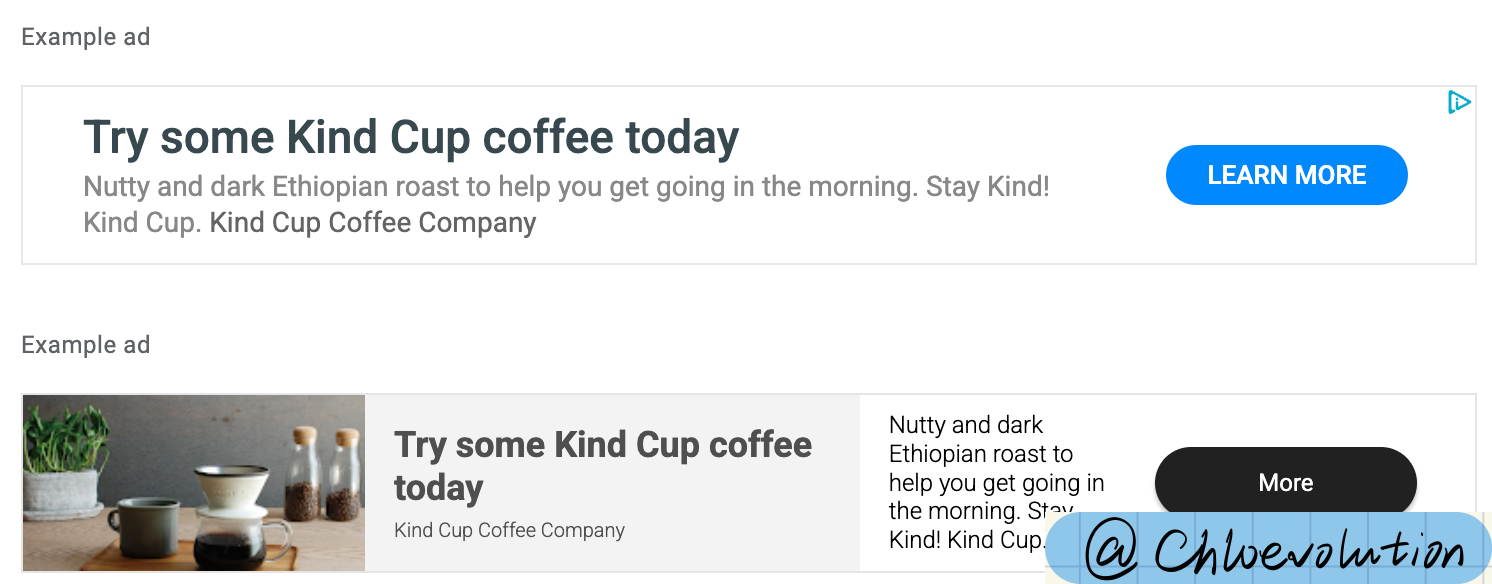 Example ad
Try some Kind Cup coffee today
Nutty and dark Ethiopian roast to help you get going in the morning. Stay Kind!
Kind Cup. Kind Cup Coffee Company
LEARN MORE
Example ad
Try some Kind Cup coffee
today
Kind Cup Coffee Company
Nutty and dark
Ethiopian roast to
help you get going in
the morning. Stay
Kind! Kind Cup.
More
@ Chloevolution